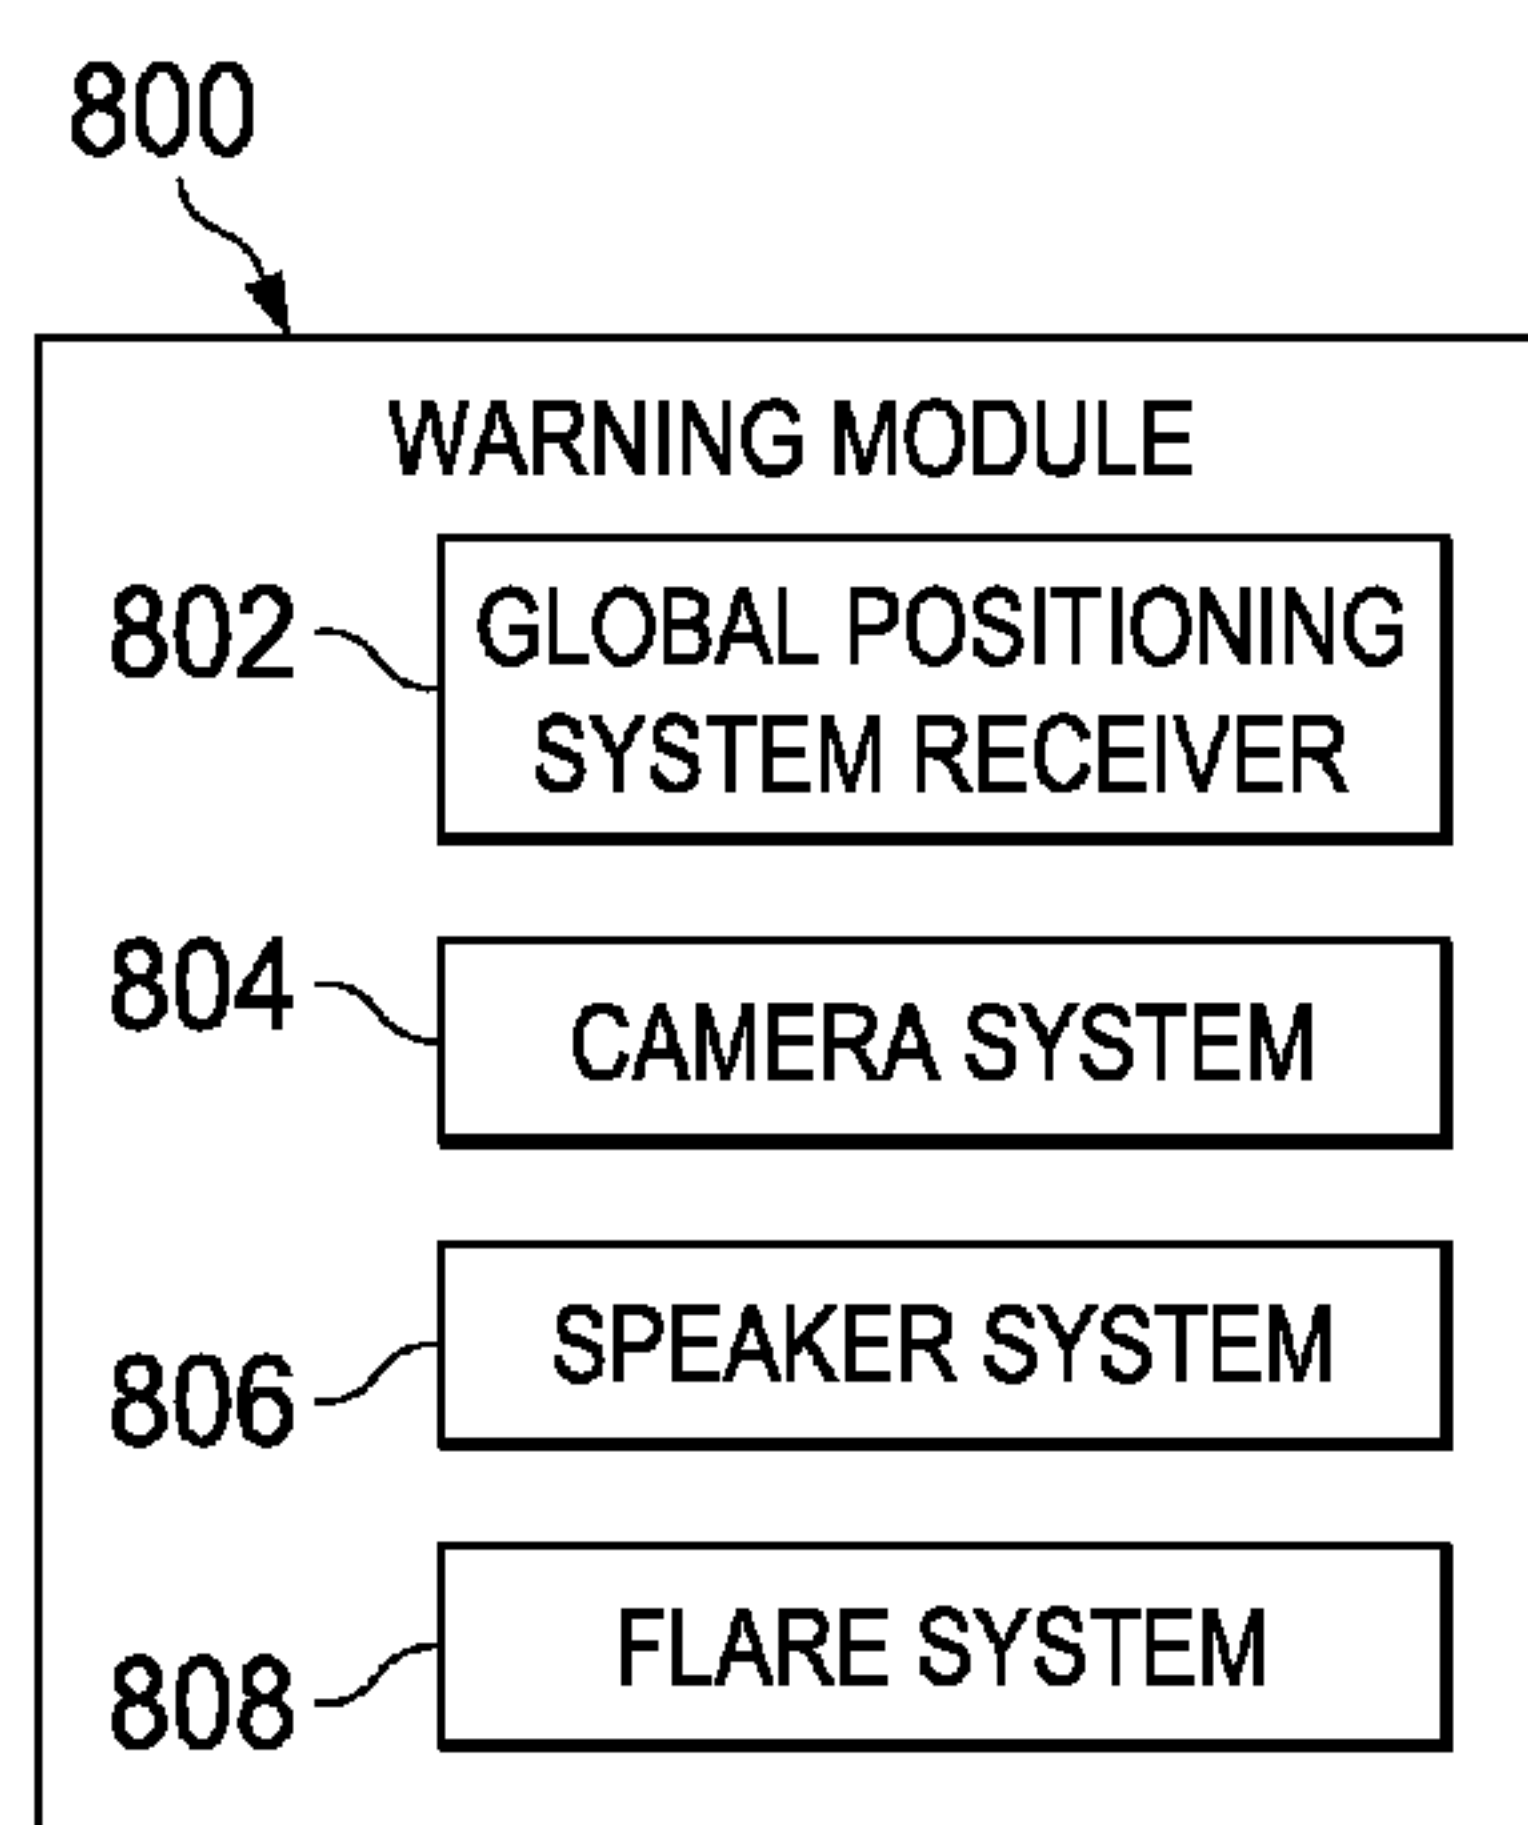 800
WARNING MODULE
802
GLOBAL POSITIONING
SYSTEM RECEIVER
804
CAMERA SYSTEM
806
SPEAKER SYSTEM
808
FLARE SYSTEM